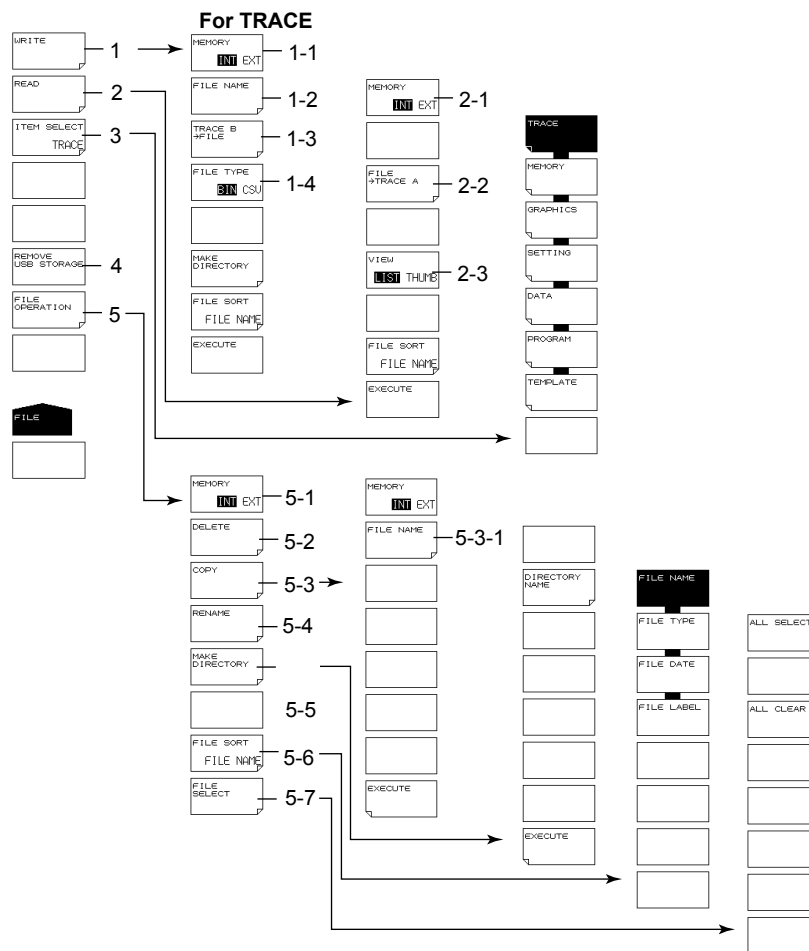 For TRACE
WRITE
1
READ
2
ITEM SELECT
TRACE
3
REMOVE
USB STORAGE
4
FILE
OPERATION
5
FILE
MEMORY
INT EXT
1-1
FILE NAME
1-2
TRACE B
→FILE
1-3
FILE TYPE
BIN CSV
1-4
MAKE
DIRECTORY
FILE SORT
FILE NAME
EXECUTE
MEMORY
INT EXT
2-1
FILE
→TRACE A
2-2
VIEW
LIST THUMB
2-3
FILE SORT
FILE NAME
EXECUTE
TRACE
MEMORY
GRAPHICS
SETTING
DATA
PROGRAM
TEMPLATE
MEMORY
INT EXT
5-1
DELETE
5-2
COPY
5-3
RENAME
5-4
MAKE
DIRECTORY
5-5
FILE SORT
FILE NAME
5-6
FILE
SELECT
5-7
MEMORY
INT EXT
FILE NAME
5-3-1
EXECUTE
DIRECTORY
NAME
EXECUTE
FILE NAME
FILE TYPE
FILE DATE
FILE LABEL
ALL SELECT
ALL CLEAR